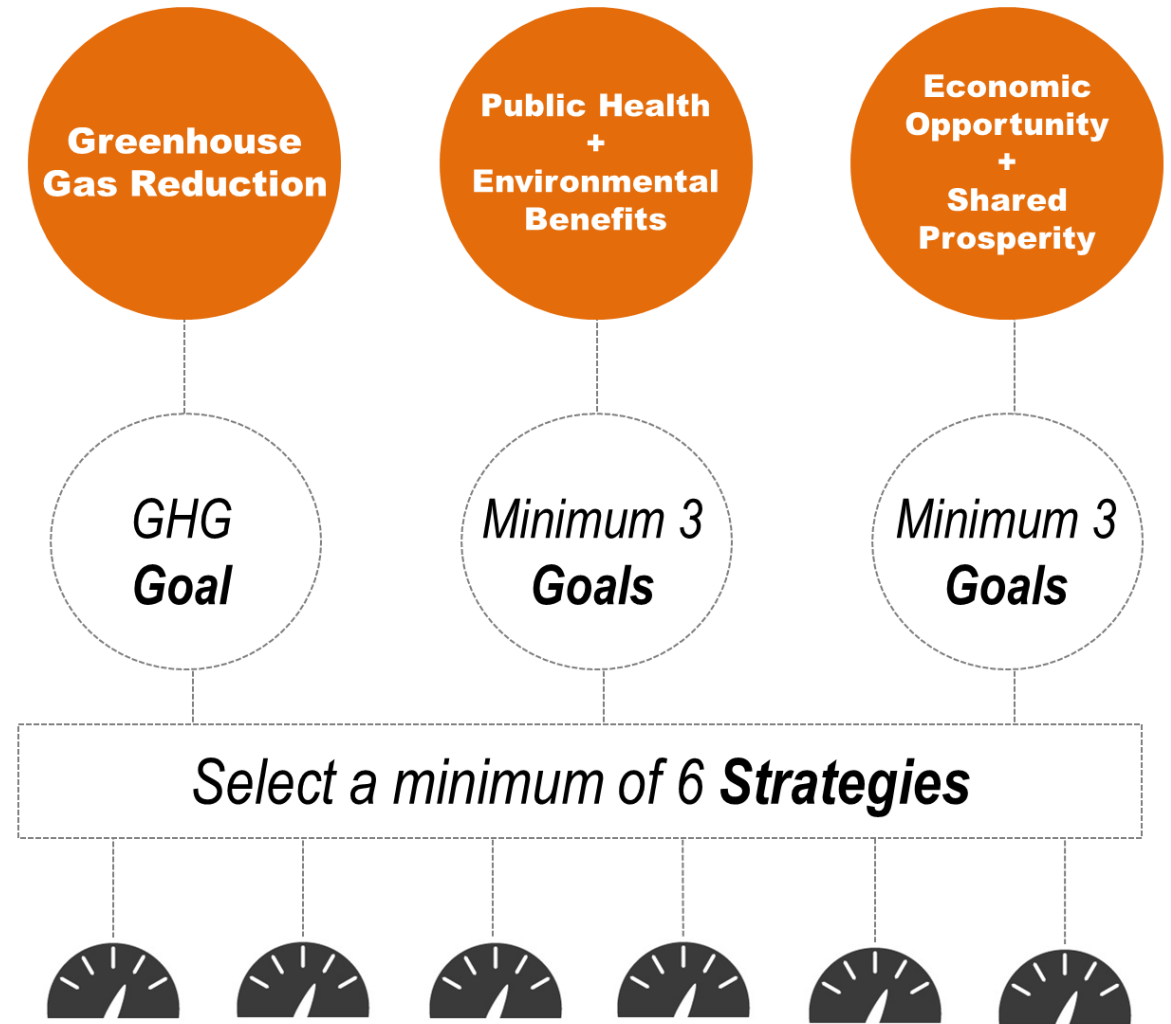 Greenhouse
Gas Reduction
Public Health
+
Environmental
Benefits
Economic
Opportunity
+
Shared
Prosperity
GHG
Goal
Minimum 3
Goals
Minimum 3
Goals
Select a minimum of 6 Strategies